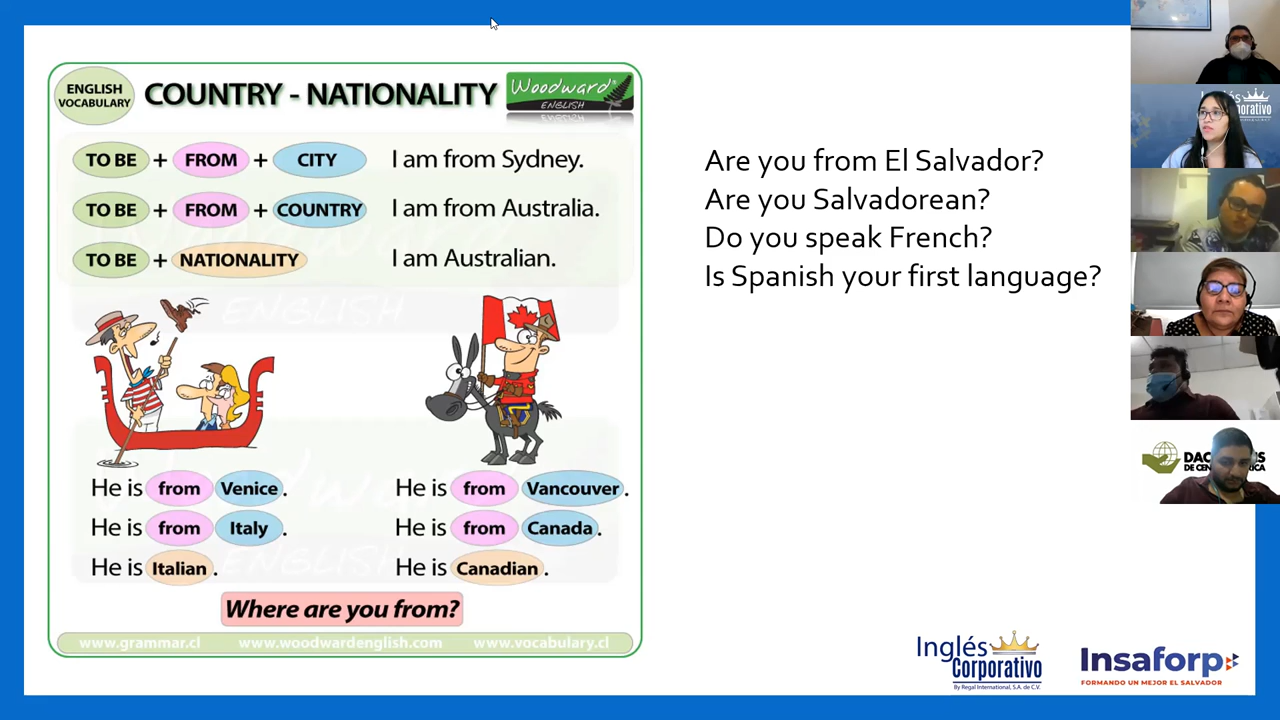 ENGLISH
VOCABULARY
COUNTRY - NATIONALITY
Woodward®
ENGLISH
TO BE + FROM + CITY I am from Sydney.
TO BE + FROM + COUNTRY I am from Australia.
TO BE + NATIONALITY I am Australian.
He is from Venice.
He is from Italy.
He is Italian.
He is from Vancouver.
He is from Canada.
He is Canadian.
Where are you from?
www.grammar.cl www.woodwardenglish.com www.vocabulary.cl
Are you from El Salvador?
Are you Salvadorean?
Do you speak French?
Is Spanish your first language?
Inglés
Corporativo
By Regal International, S.A. de C.V.
Insaforp
FORMANDO UN MEJOR EL SALVADOR
Inglés
Corporativo
DE CEN